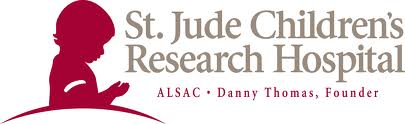 St. Jude Children's
Research Hospital
ALSAC • Danny Thomas, Founder